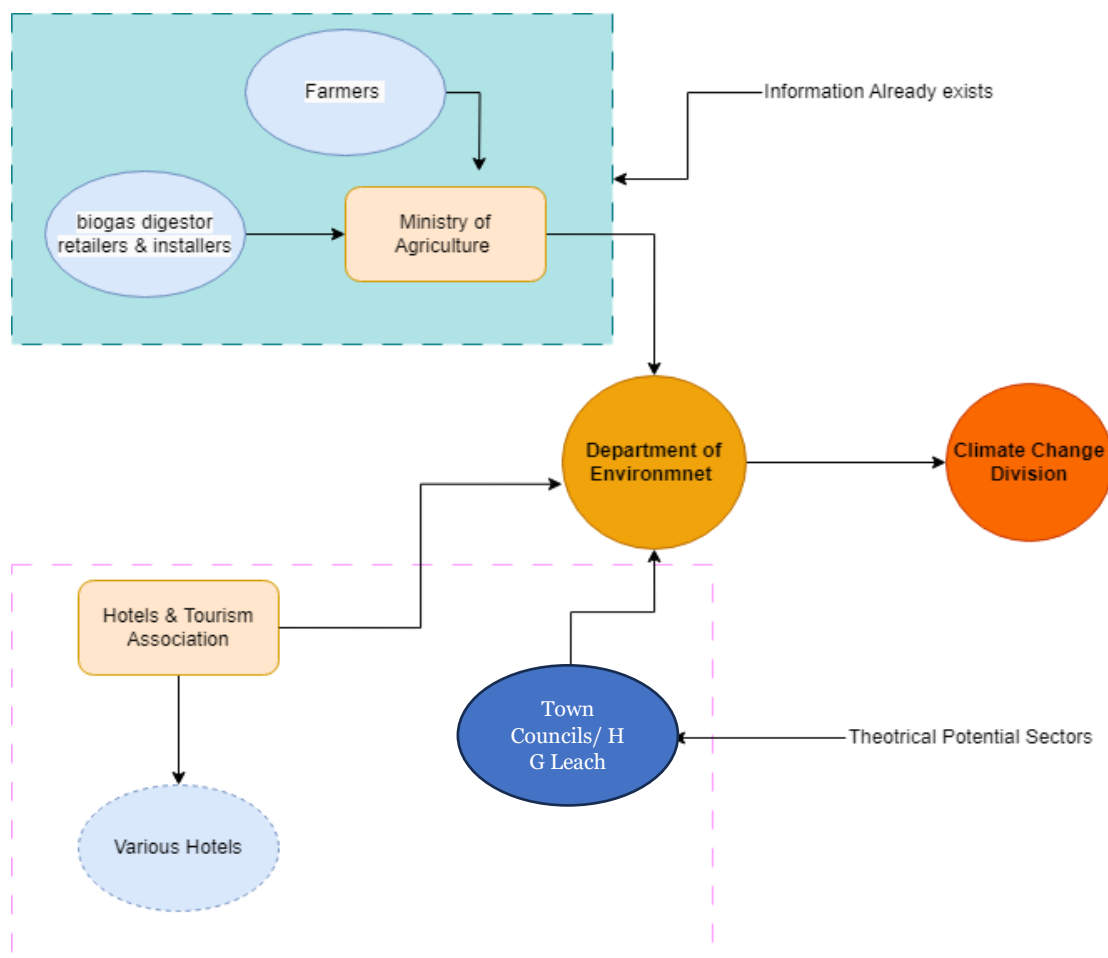 Farmers
Information Already exists
biogas digestor
retailers & installers
Ministry of
Agriculture
Department of
Environmnet
Climate Change
Division
Hotels & Tourism
Association
Town
Councils/ H
G Leach
Theotrical Potential Sectors
Various Hotels